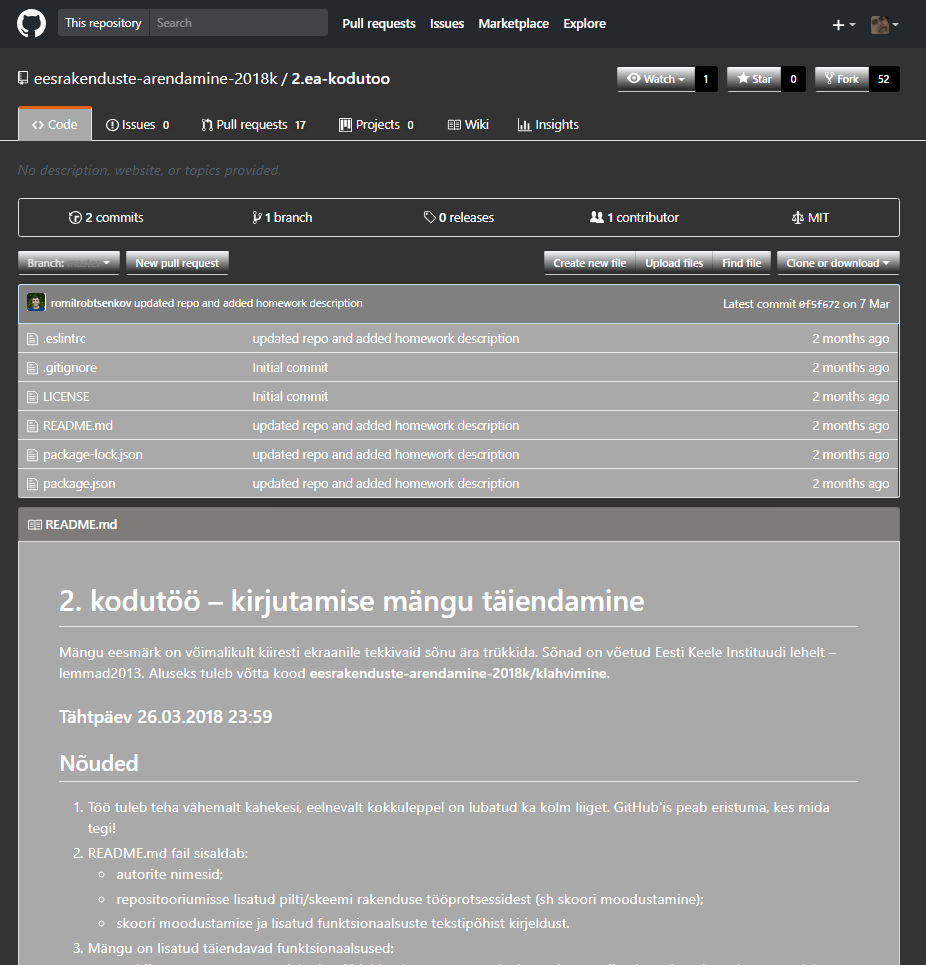 This repository Search Pull requests Issues Marketplace Explore
eesrakenduste-arendamine-2018k / 2.ea-kodutoo Watch 1 Star 0 Fork 52
Code Issues 0 Pull requests 17 Projects 0 Wiki Insights
No description, website, or topics provided.
2 commits 1 branch 0 releases 1 contributor MIT
Branch: master New pull request Create new file Upload files Find file Clone or download
romilrobtsenkov updated repo and added homework description Latest commit 0f5f672 on 7 Mar
.eslintrc updated repo and added homework description 2 months ago
.gitignore Initial commit 2 months ago
LICENSE Initial commit 2 months ago
README.md updated repo and added homework description 2 months ago
package-lock.json updated repo and added homework description 2 months ago
package.json updated repo and added homework description 2 months ago
README.md
2. kodutöö – kirjutamise mängu täiendamine
Mängu eesmärk on võimalikult kiiresti ekraanile tekkivaid sõnu ära trükkida. Sõnad on võetud Eesti Keele Instituudi lehelt –
lemmad2013. Aluseks tuleb võtta kood eesrakenduste-arendamine-2018k/klahvimine.
Tähtpäev 26.03.2018 23:59
Nõuded
1. Töö tuleb teha vähemalt kahekesi, eelnevalt kokkuleppel on lubatud ka kolm liiget. GitHub'is peab eristuma, kes mida
tegi!
2. README.md fail sisaldab:
autorite nimesid;
repositooriumisse lisatud pilti/skeemi rakenduse tööprotsessidest (sh skoori moodustamine);
skoori moodustamise ja lisatud funktsionaalsuste tekstipõhist kirjeldust.
3. Mängu on lisatud täiendavad funktsionaalsused: